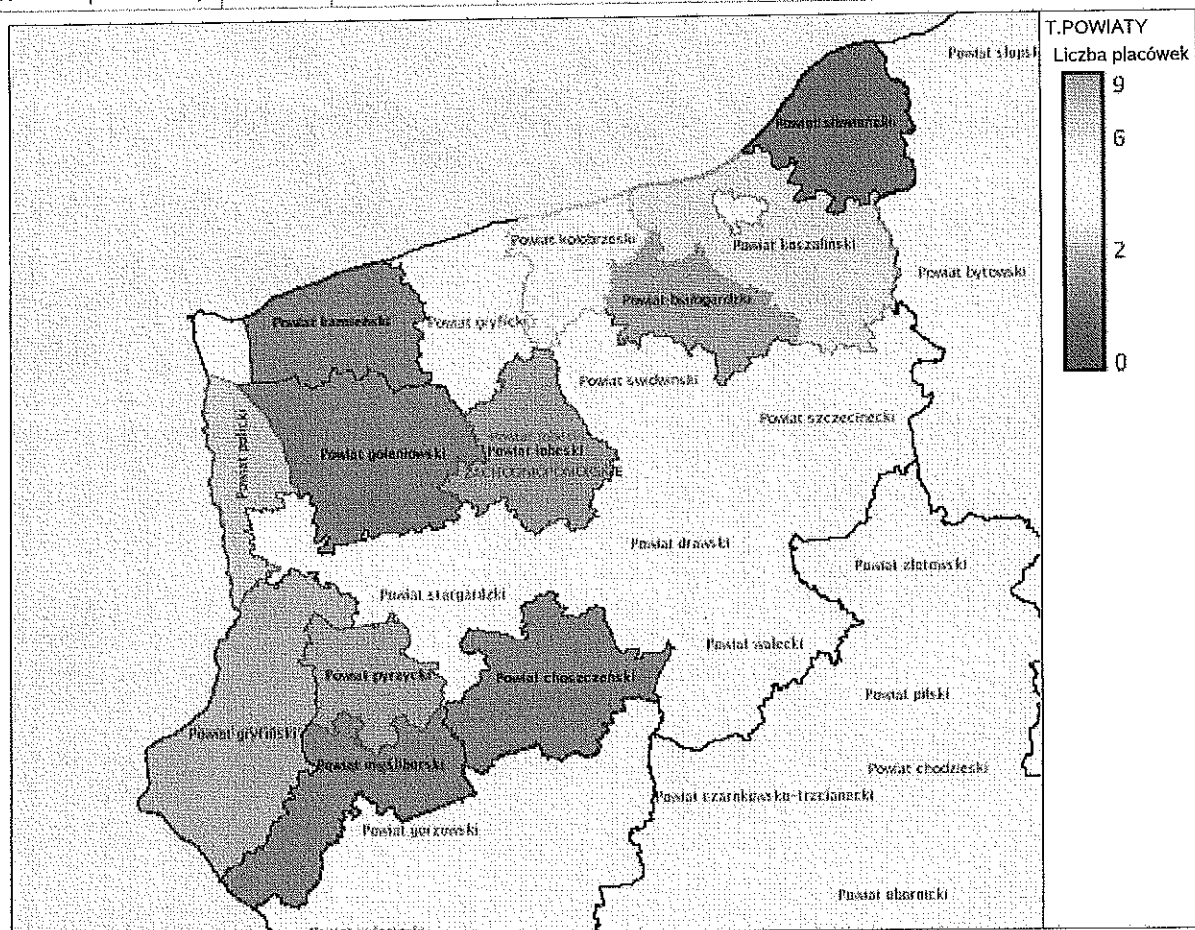 T.POWIATY
Liczba placówek
9
6
2
0
Powiat słupsk
Powiat sławieński
Powiat kołobrzeski
Powiat koszaliński
Powiat bytowski
Powiat białogardzki
Powiat kamieński
Powiat gryficki
Powiat świdwiński
Powiat szczecinecki
Powiat policki
Powiat goleniowski
Powiat łobeski
ZACHODNIOPOMORSKIE
Powiat drawski
Powiat złotowski
Powiat stargardzki
Powiat wałecki
Powiat pyrzycki
Powiat choszczeński
Powiat pilski
Powiat gryfiński
Powiat myśliborski
Powiat chodzieski
Powiat czarnkowsko-trzcianecki
Powiat gorzowski
Powiat obornicki